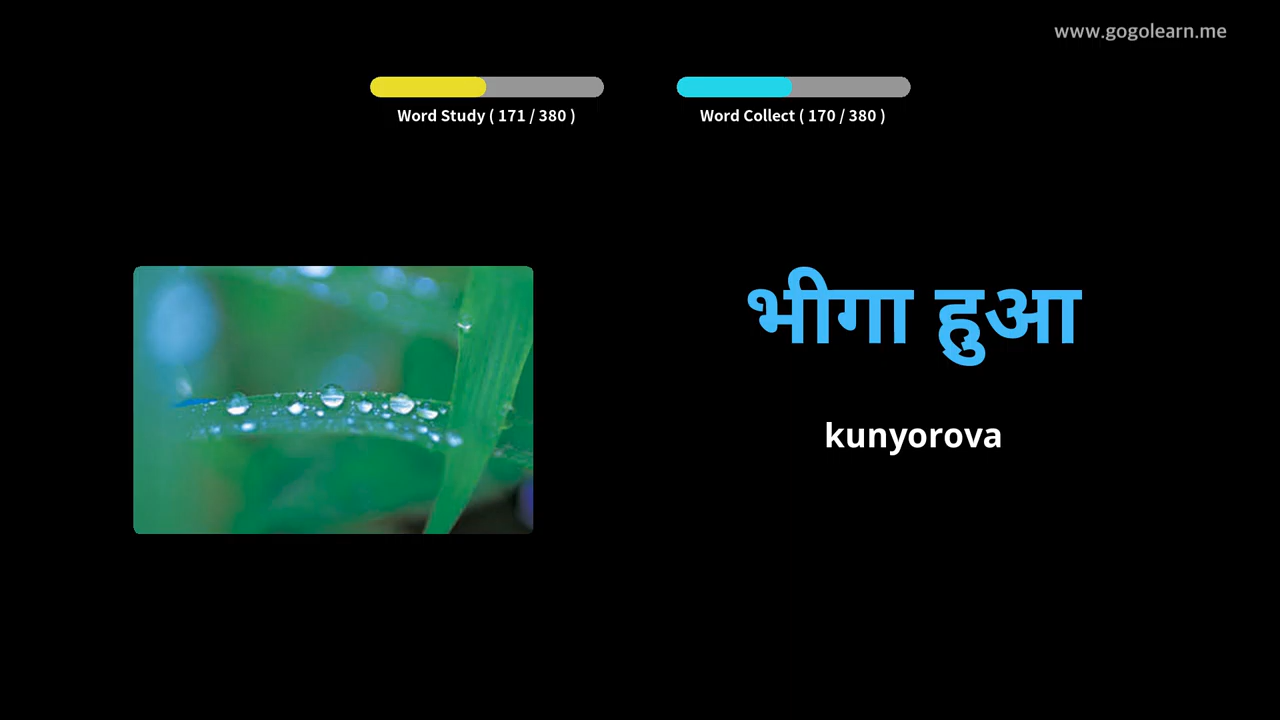 www.gogolearn.me
Word Study ( 171 / 380 )
Word Collect ( 170 / 380 )
भीगा हुआ
kunyorova